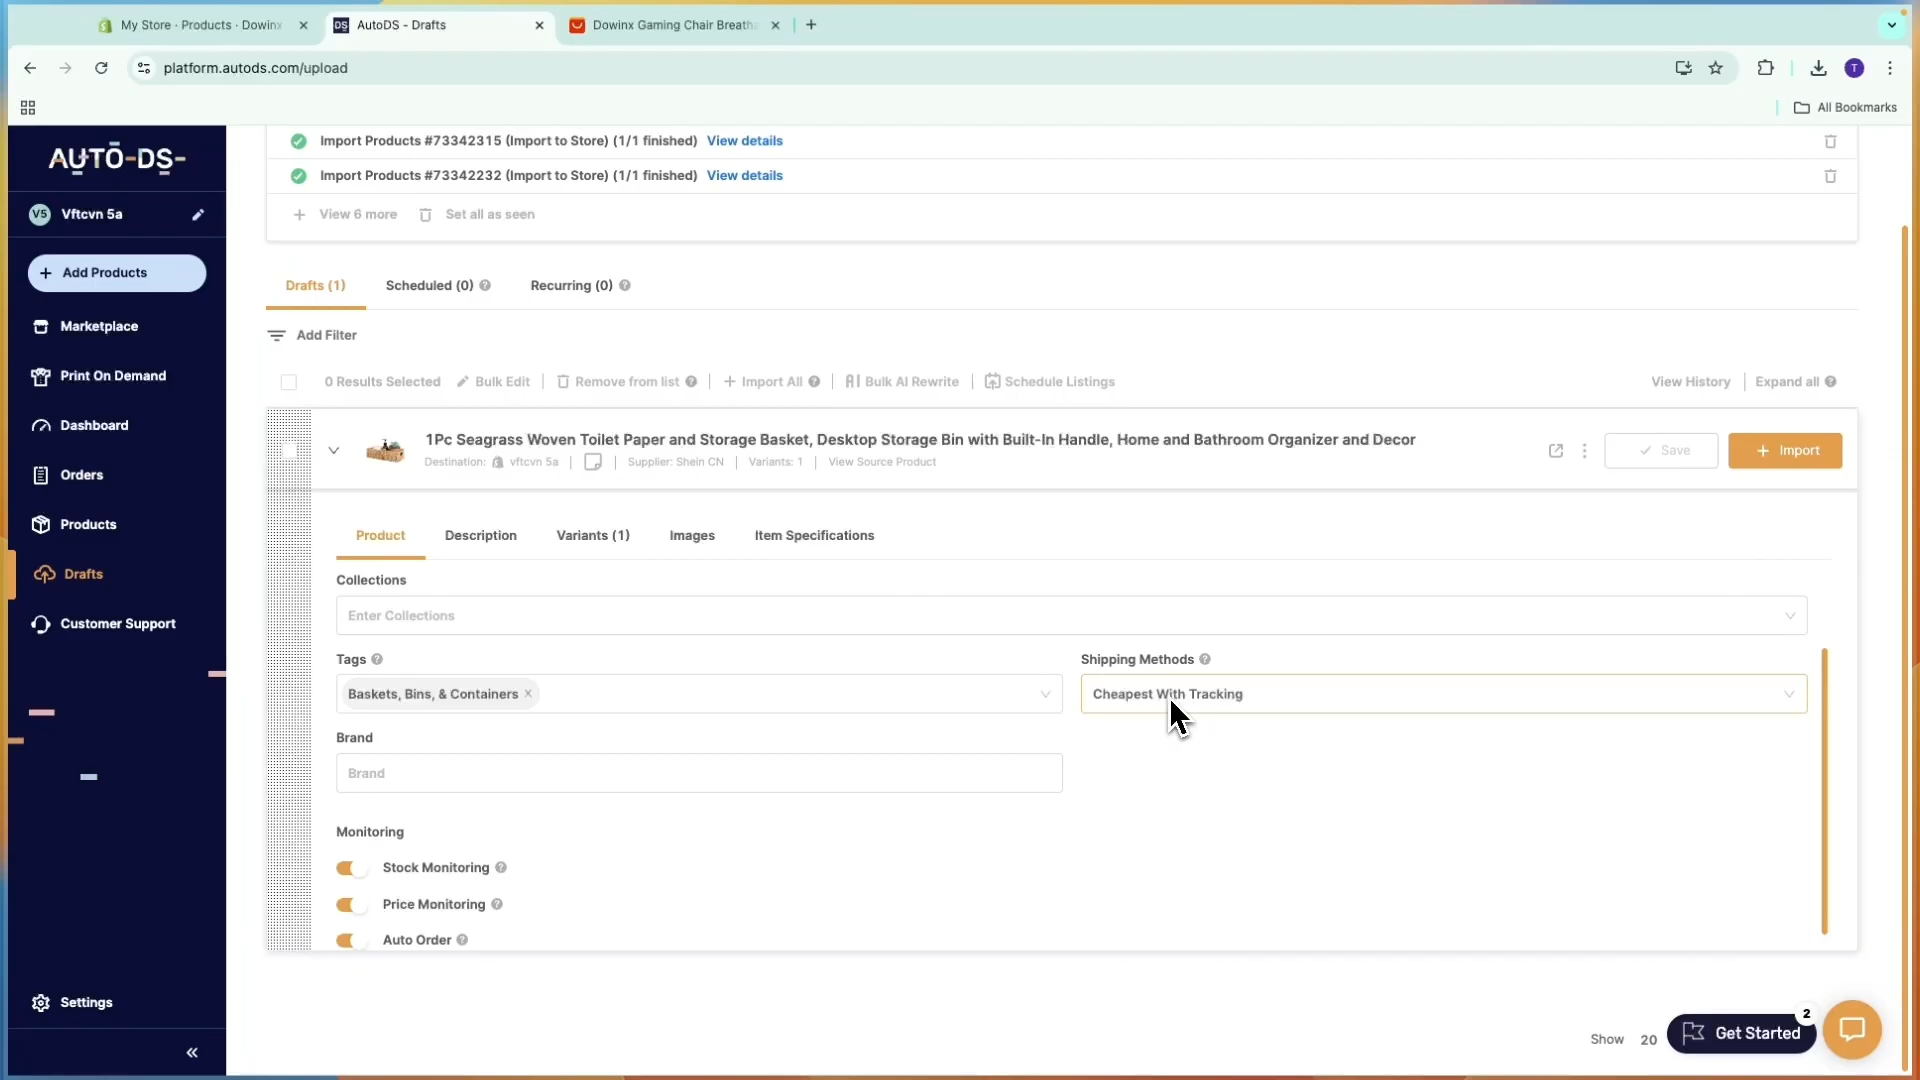 My Store · Products · Dowinx
AutoDS - Drafts
Dowinx Gaming Chair Breatha
platform.autods.com/upload
T
All Bookmarks
AUTO-DS-
V5 Vftcvn 5a
Add Products
Marketplace
Print On Demand
Dashboard
Orders
Products
Drafts
Customer Support
Settings
Import Products #73342315 (Import to Store) (1/1 finished) View details
Import Products #73342232 (Import to Store) (1/1 finished) View details
+ View 6 more Set all as seen
Drafts (1) Scheduled (0) Recurring (0)
Add Filter
0 Results Selected Bulk Edit Remove from list + Import All Bulk AI Rewrite Schedule Listings View History Expand all
1Pc Seagrass Woven Toilet Paper and Storage Basket, Desktop Storage Bin with Built-In Handle, Home and Bathroom Organizer and Decor
Destination: vftcvn 5a Supplier: Shein CN Variants: 1 View Source Product
Save
+ Import
Product Description Variants (1) Images Item Specifications
Collections
Enter Collections
Tags
Baskets, Bins, & Containers ×
Shipping Methods
Cheapest With Tracking
Brand
Brand
Monitoring
Stock Monitoring
Price Monitoring
Auto Order
Show 20
Get Started
2